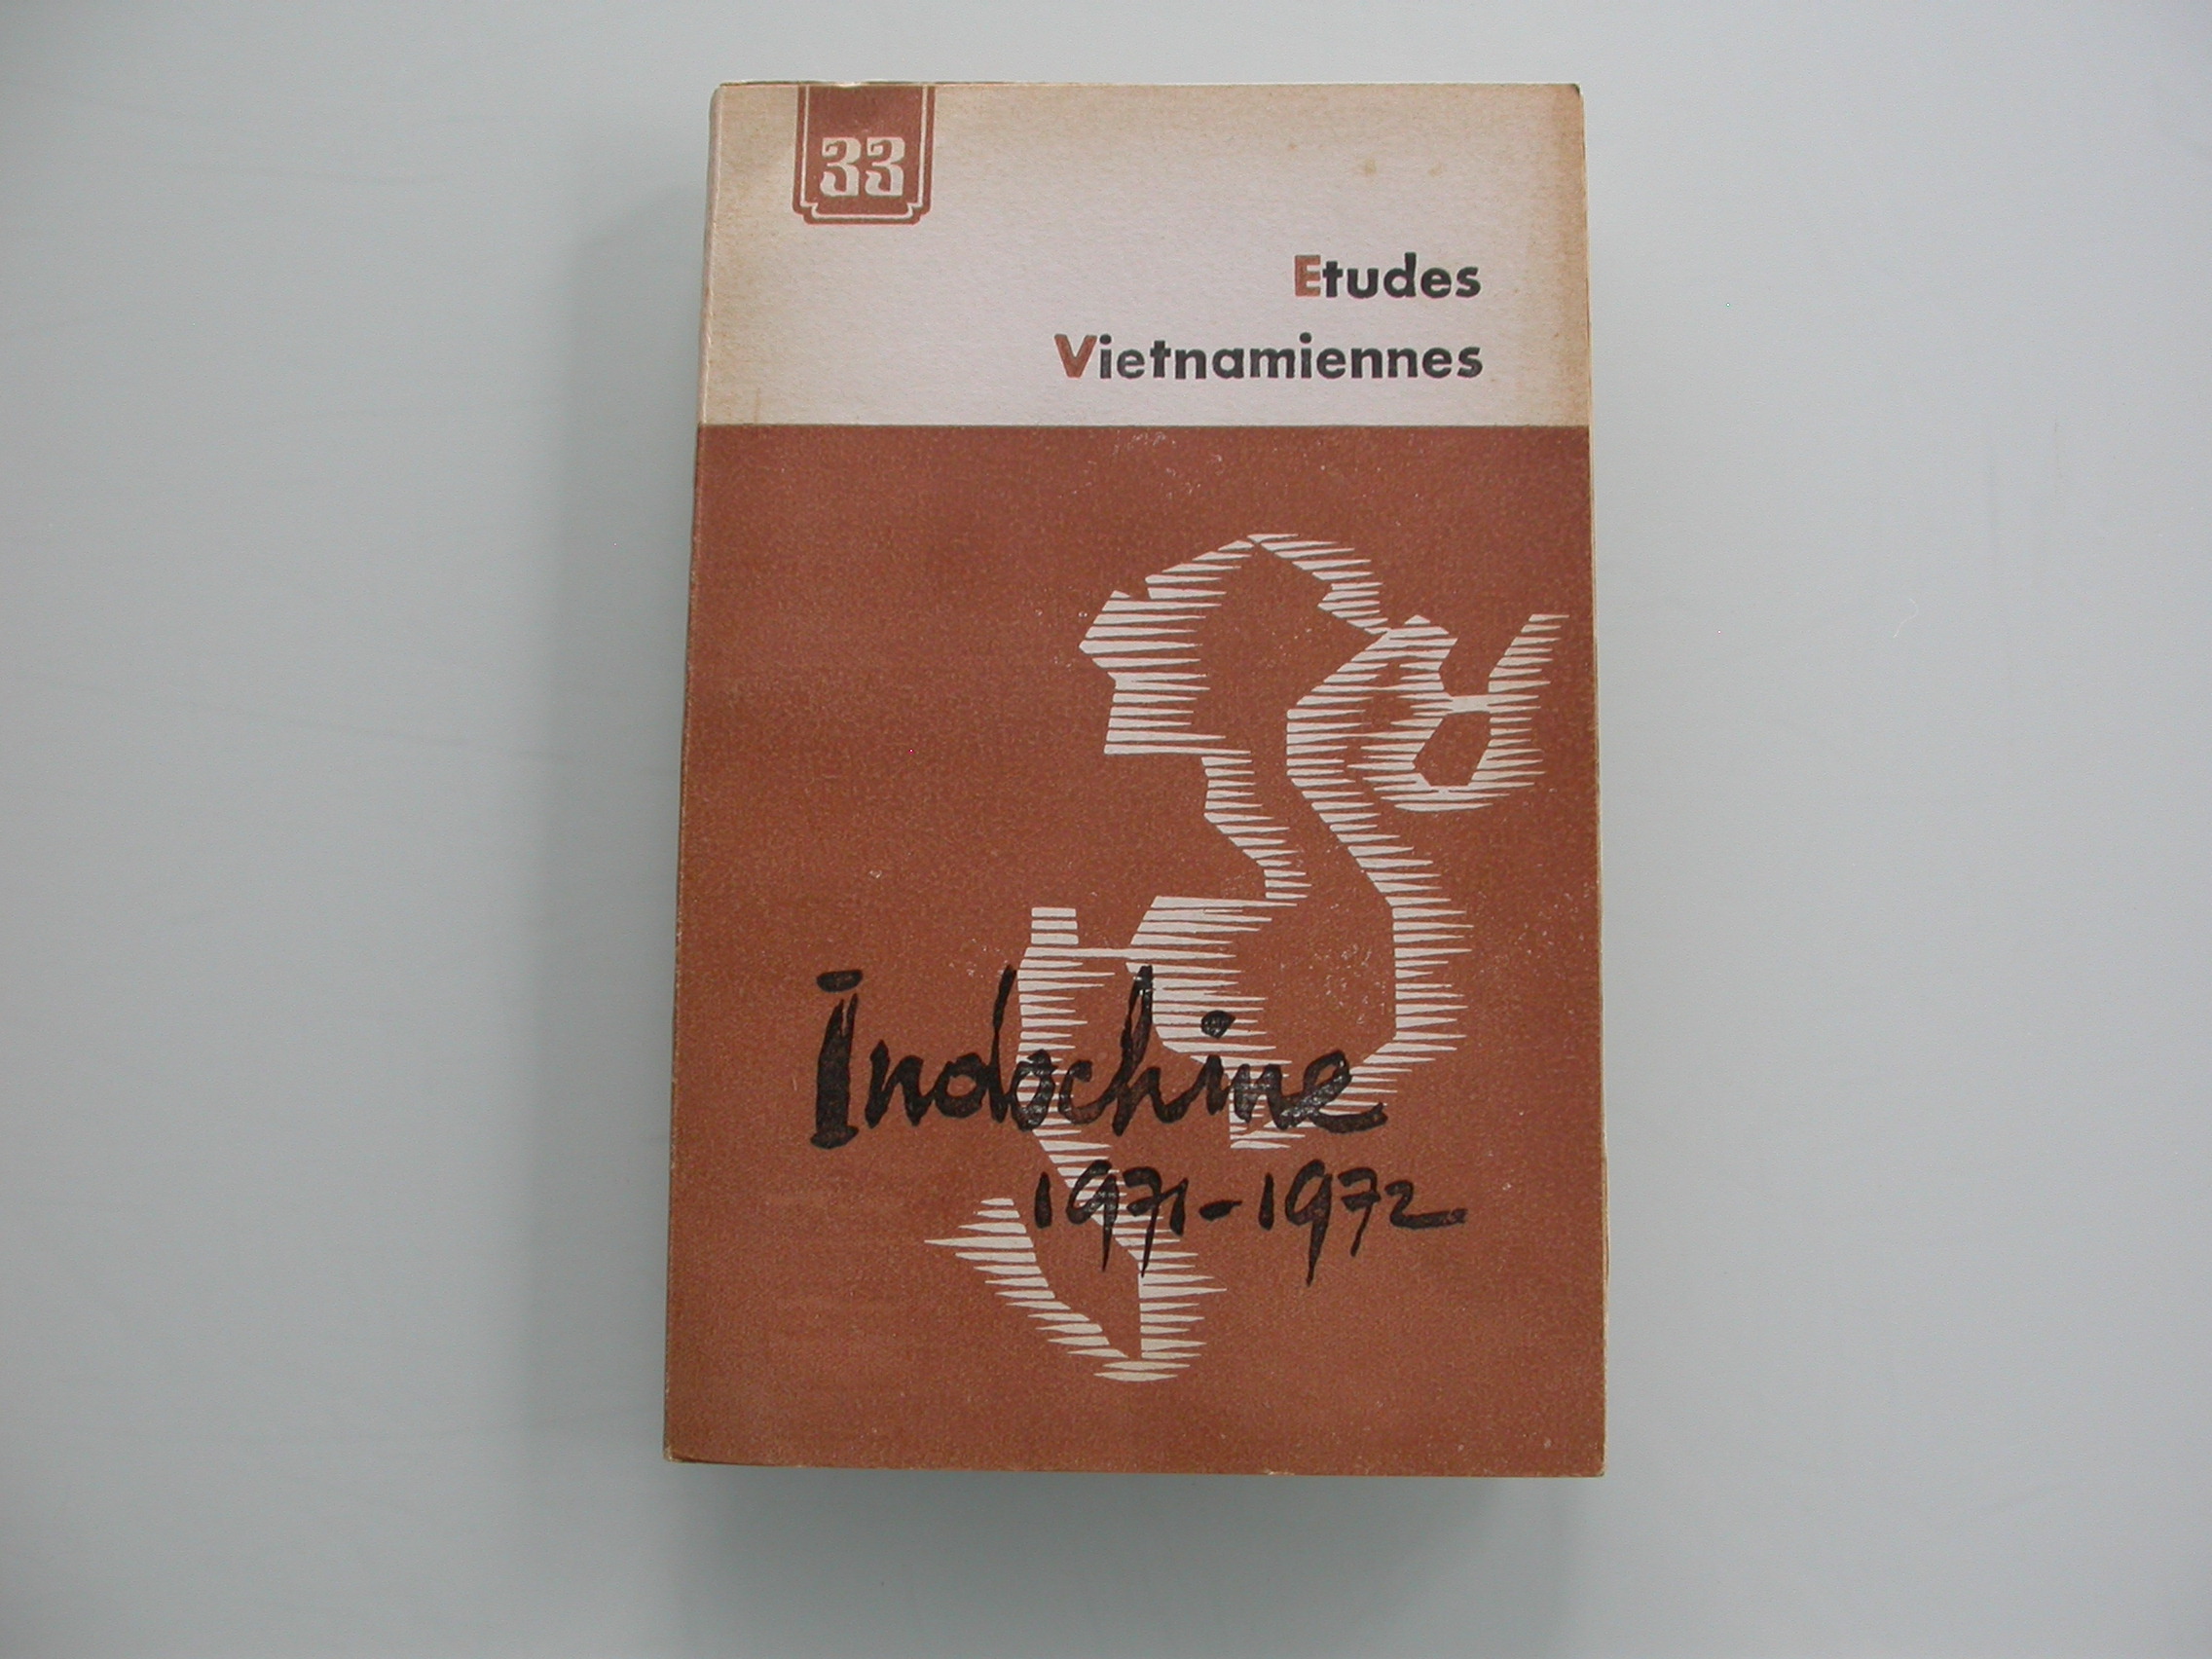 33
Etudes
Vietnamiennes
Indochine
1971-1972